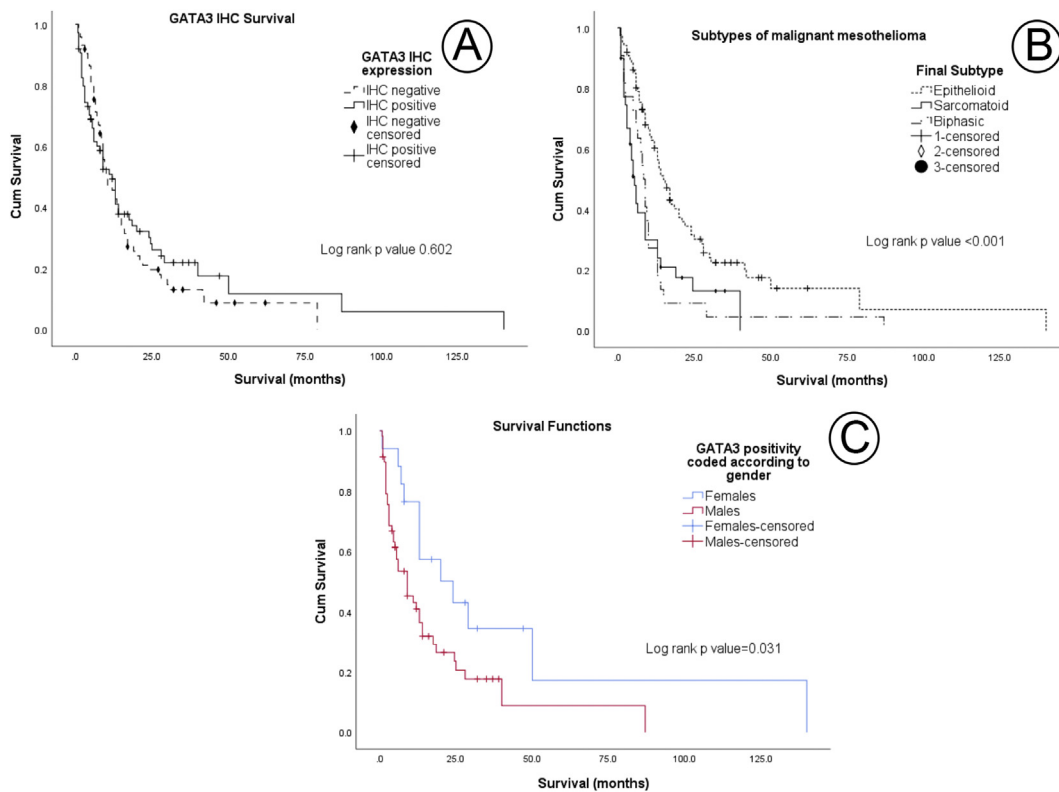 GATA3 IHC Survival
A
GATA3 IHC
expression
IHC negative
IHC positive
IHC negative
censored
IHC positive
censored
Log rank p value 0.602
Cum Survival
1.0
0.8
0.6
0.4
0.2
0.0
.0 25.0 50.0 75.0 100.0 125.0
Survival (months)
Subtypes of malignant mesothelioma
B
Final Subtype
Epithelioid
Sarcomatoid
Biphasic
1-censored
2-censored
3-censored
Log rank p value <0.001
Cum Survival
1.0
0.8
0.6
0.4
0.2
0.0
.0 25.0 50.0 75.0 100.0 125.0
Survival (months)
Survival Functions
C
GATA3 positivity
coded according to
gender
Females
Males
Females-censored
Males-censored
Log rank p value=0.031
Cum Survival
1.0
0.8
0.6
0.4
0.2
0.0
.0 25.0 50.0 75.0 100.0 125.0
Survival (months)